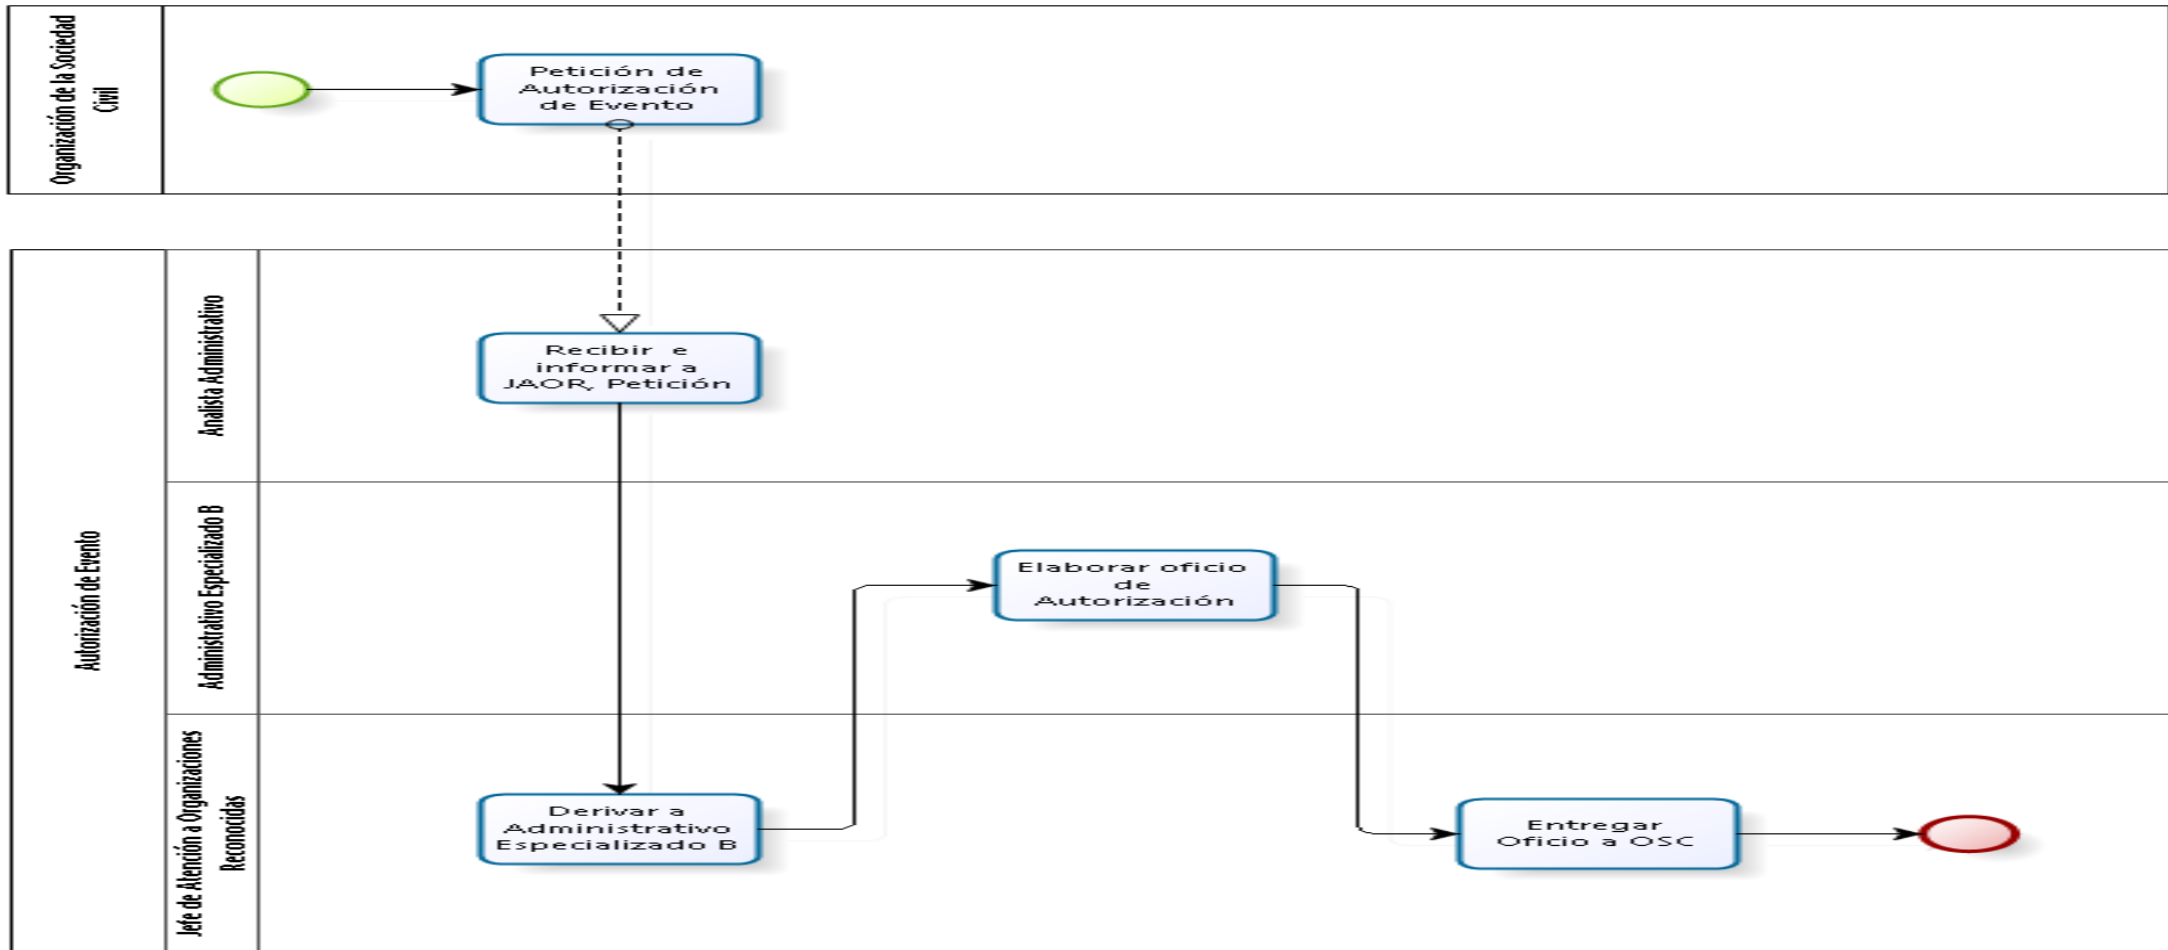 Organización de la Sociedad
Civil
Petición de
Autorización
de Evento
Autorización de Evento
Analista Administrativo
Recibir e
informar a
JAOR, Petición
Administrativo Especializado B
Elaborar oficio
de
Autorización
Jefe de Atención a Organizaciones
Reconocidas
Derivar a
Administrativo
Especializado B
Entregar
Oficio a OSC